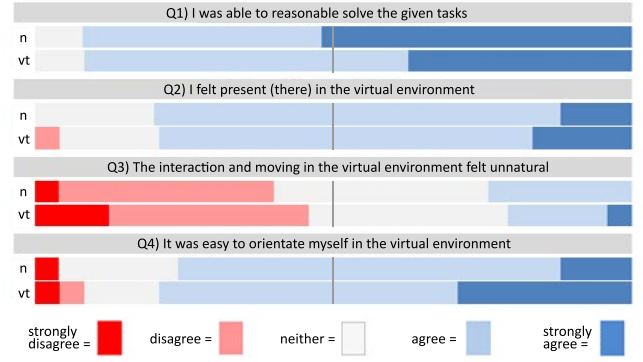 Q1) I was able to reasonable solve the given tasks
n
vt
Q2) I felt present (there) in the virtual environment
n
vt
Q3) The interaction and moving in the virtual environment felt unnatural
n
vt
Q4) It was easy to orientate myself in the virtual environment
n
vt
strongly
disagree =
disagree =
neither =
agree =
strongly
agree =